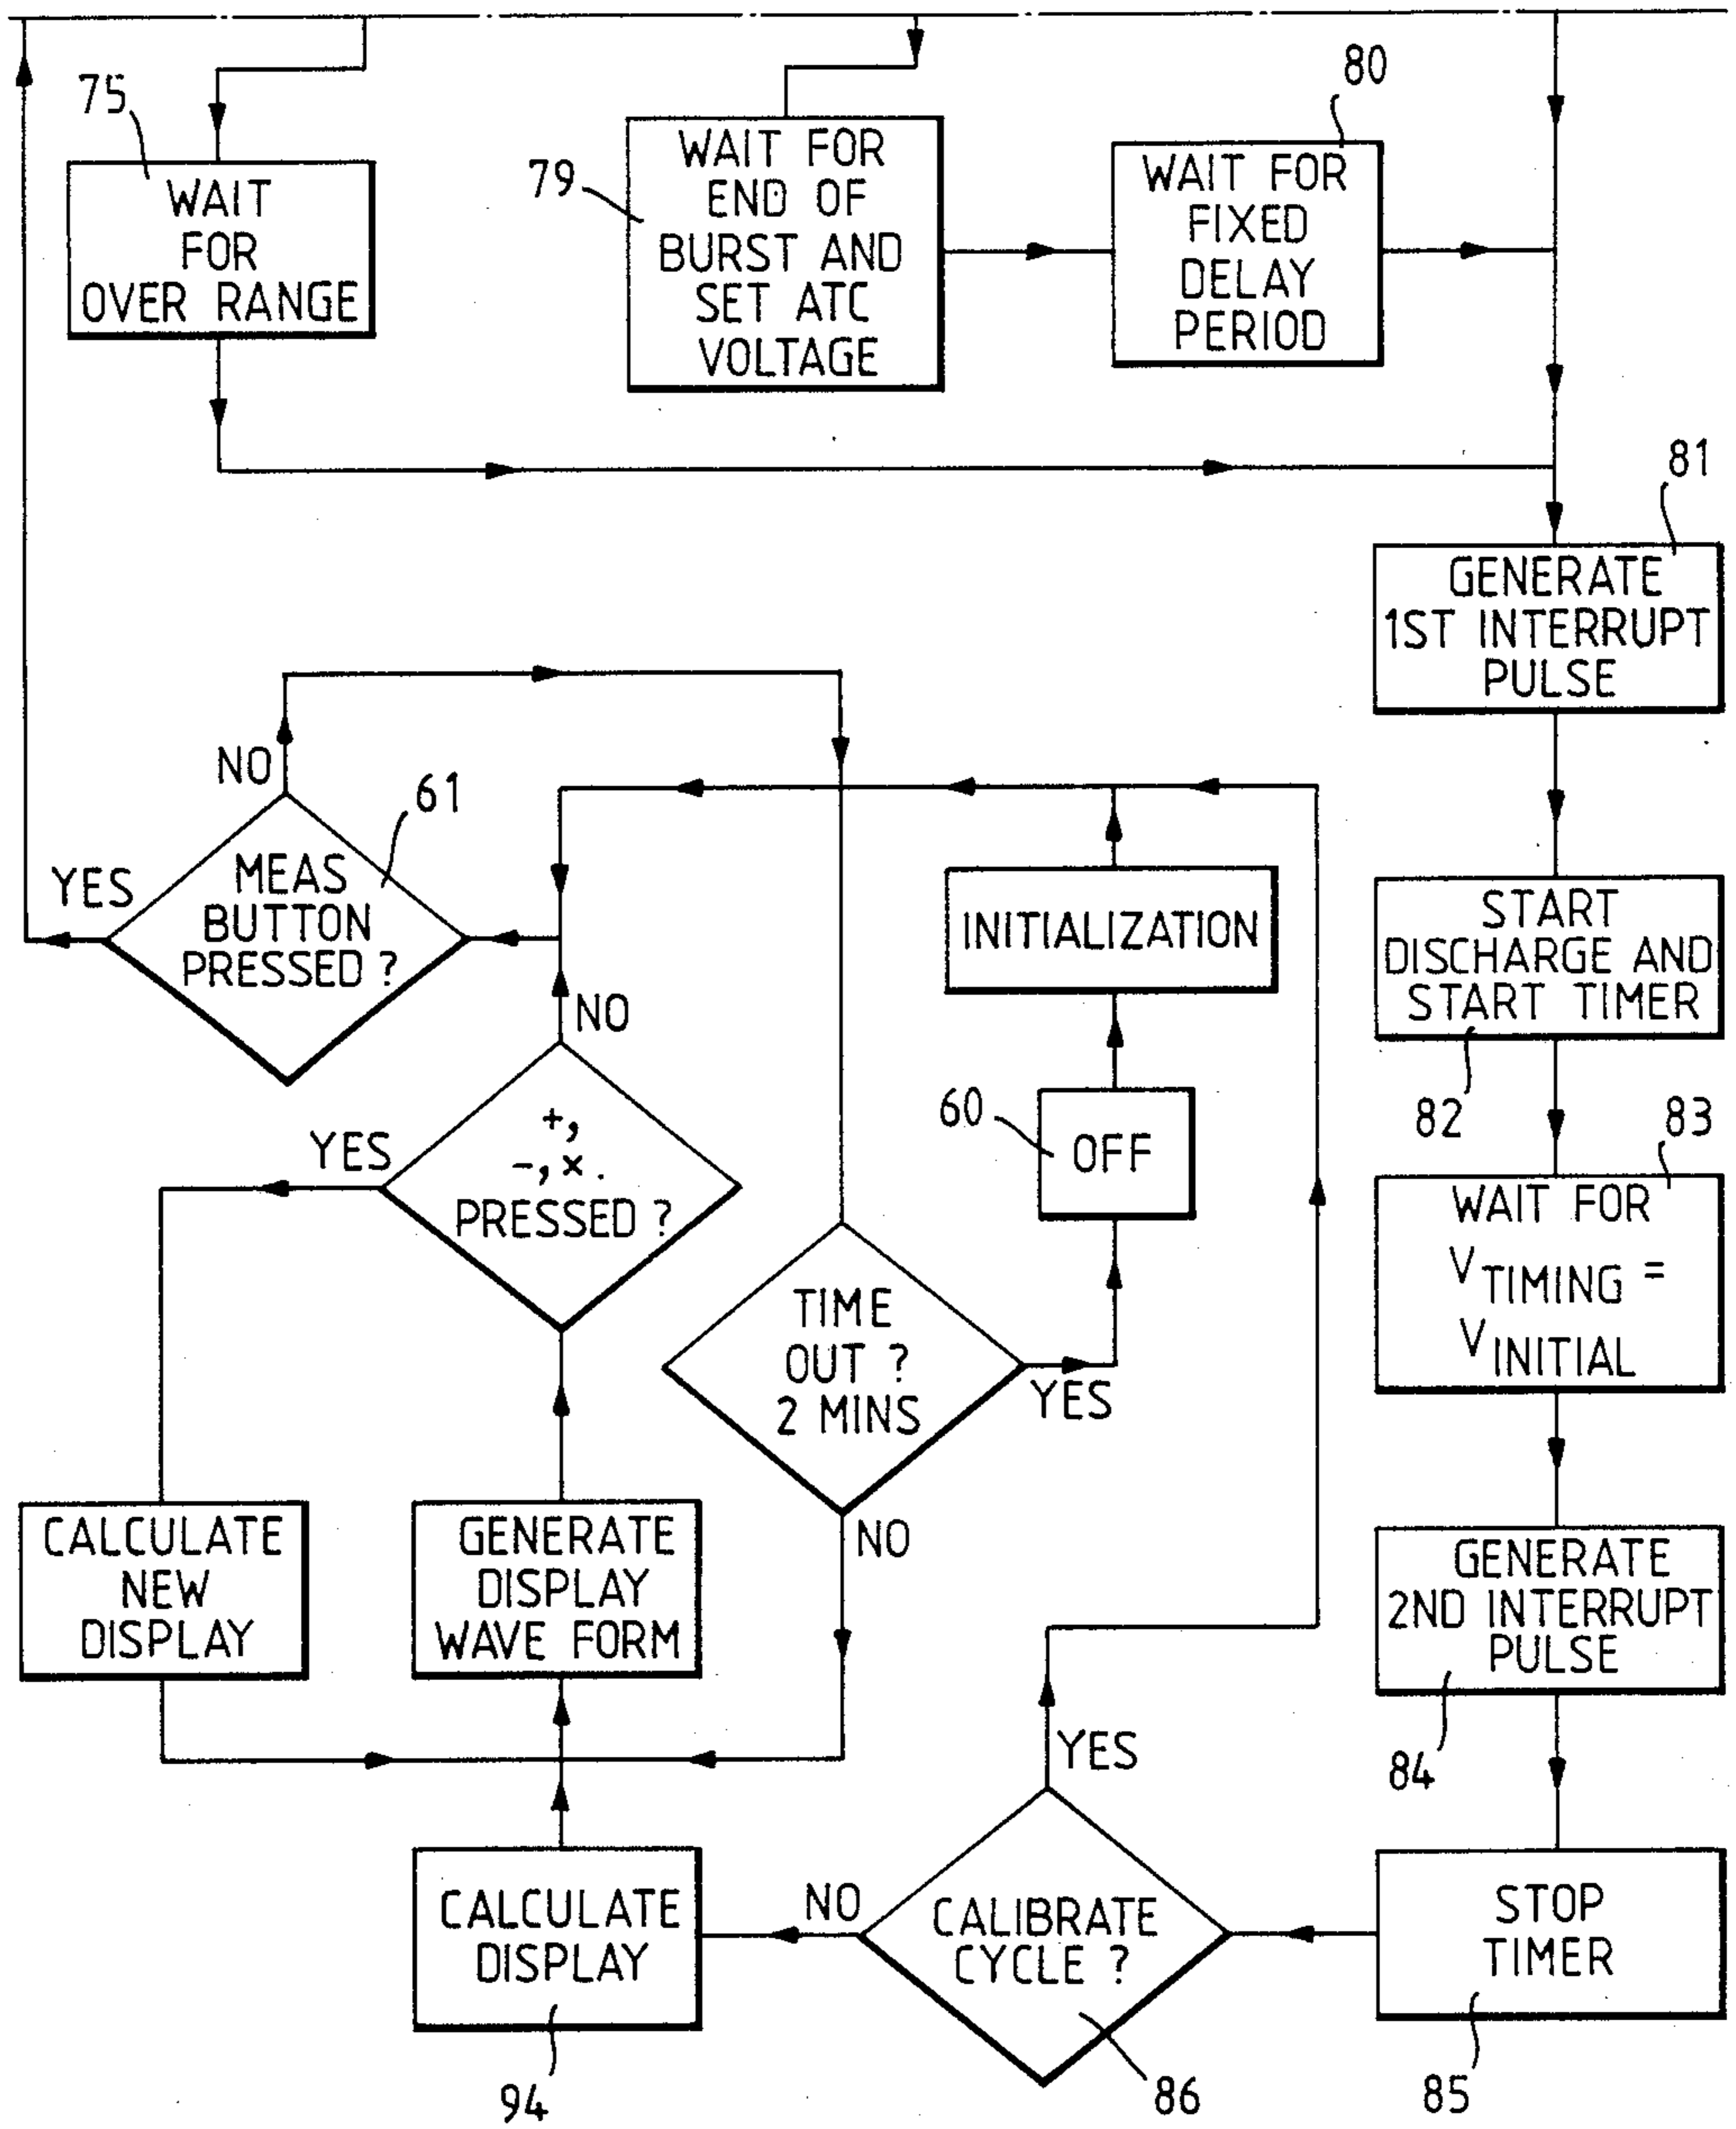 75
WAIT
FOR
OVER RANGE
79
WAIT FOR
END OF
BURST AND
SET ATC
VOLTAGE
80
WAIT FOR
FIXED
DELAY
PERIOD
81
GENERATE
1ST INTERRUPT
PULSE
NO
61
YES
MEAS
BUTTON
PRESSED ?
INITIALIZATION
START
DISCHARGE AND
START TIMER
82
NO
YES
+,
-, x .
PRESSED ?
60
OFF
83
WAIT FOR
V TIMING =
V INITIAL
TIME
OUT ?
2 MINS
YES
NO
CALCULATE
NEW
DISPLAY
GENERATE
DISPLAY
WAVE FORM
GENERATE
2ND INTERRUPT
PULSE
84
YES
CALCULATE
DISPLAY
94
NO
CALIBRATE
CYCLE ?
86
STOP
TIMER
85